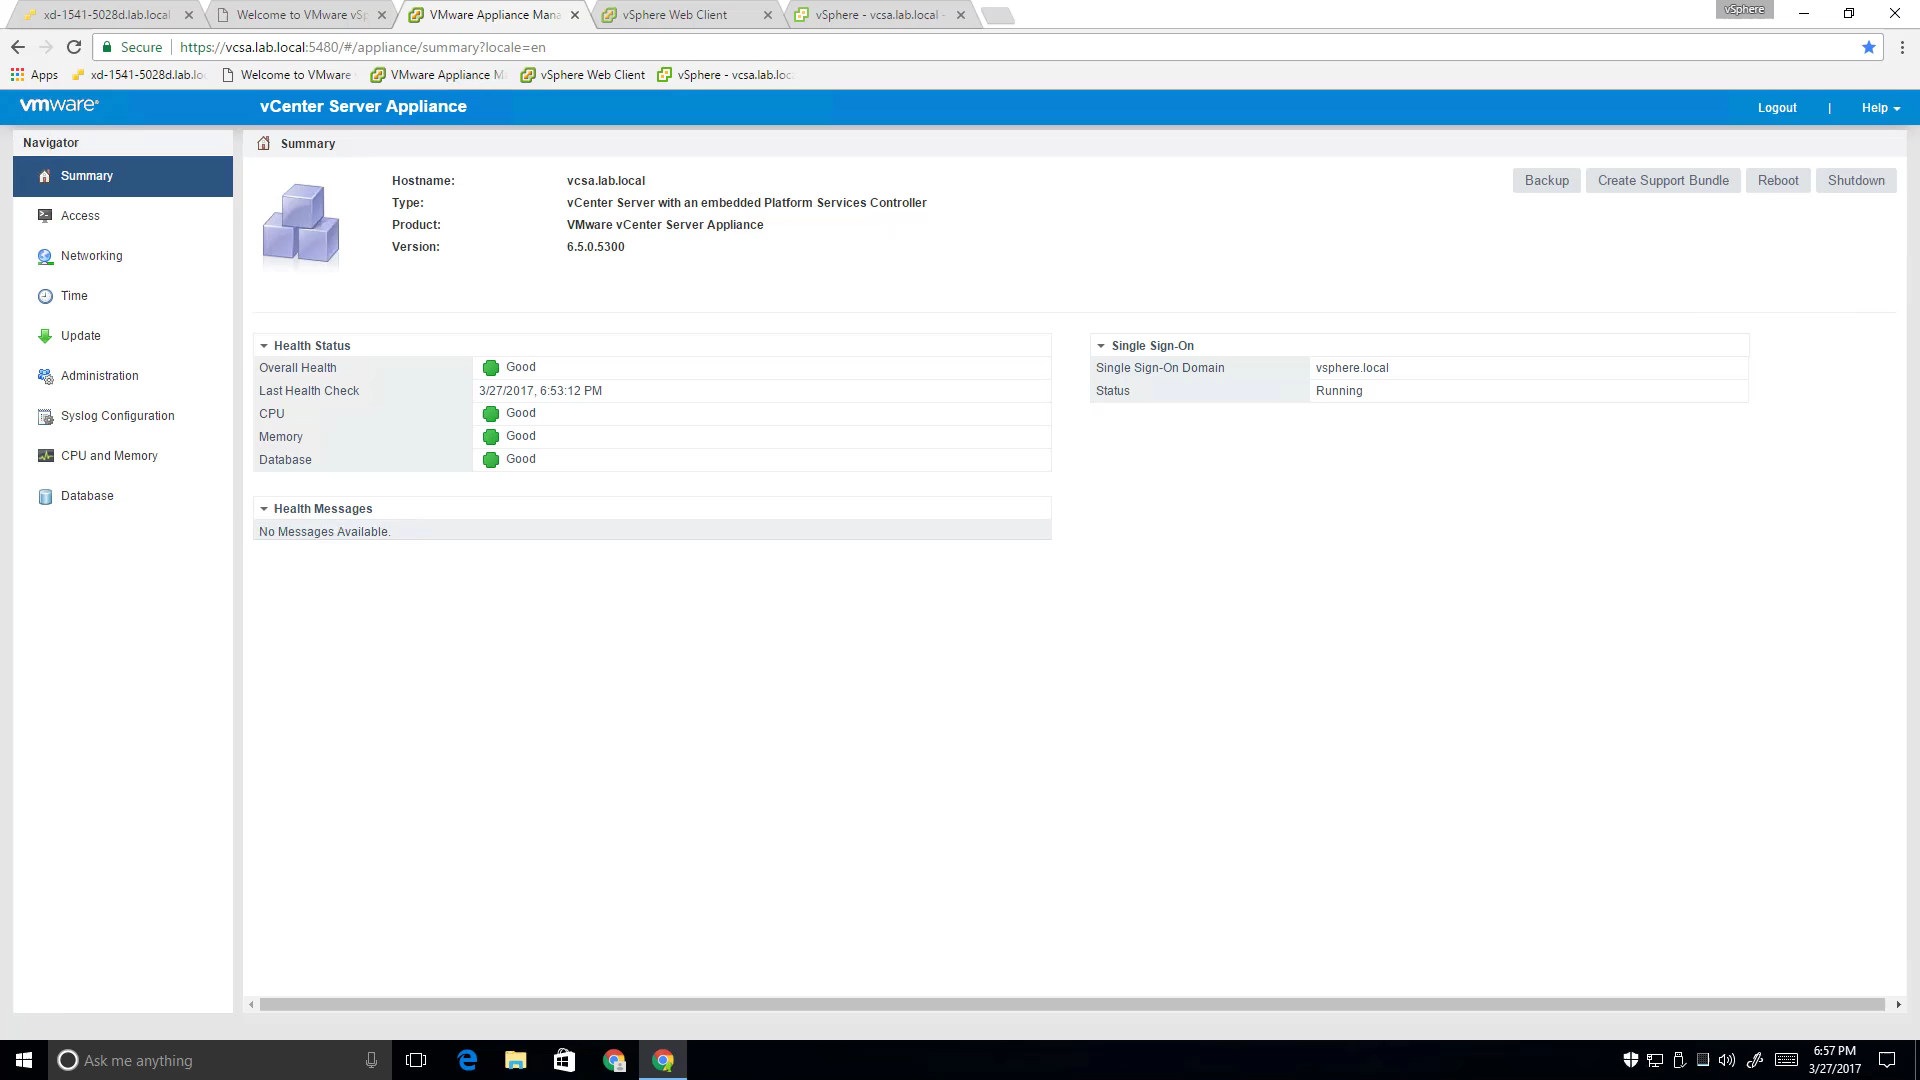 xd-1541-5028d.lab.local
Welcome to VMware vSp
VMware Appliance Mana
vSphere Web Client
vSphere - vcsa.lab.local -
vSphere
Secure
https://vcsa.lab.local:5480/#/appliance/summary?locale=en
Apps
xd-1541-5028d.lab.loc
Welcome to VMware
VMware Appliance M
vSphere Web Client
vSphere - vcsa.lab.loc
vmware®
vCenter Server Appliance
Logout
|
Help
Navigator
Summary
Access
Networking
Time
Update
Administration
Syslog Configuration
CPU and Memory
Database
Summary
Hostname: vcsa.lab.local
Type: vCenter Server with an embedded Platform Services Controller
Product: VMware vCenter Server Appliance
Version: 6.5.0.5300
Backup
Create Support Bundle
Reboot
Shutdown
Health Status
Overall Health Good
Last Health Check 3/27/2017, 6:53:12 PM
CPU Good
Memory Good
Database Good
Health Messages
No Messages Available.
Single Sign-On
Single Sign-On Domain vsphere.local
Status Running
Ask me anything
6:57 PM
3/27/2017